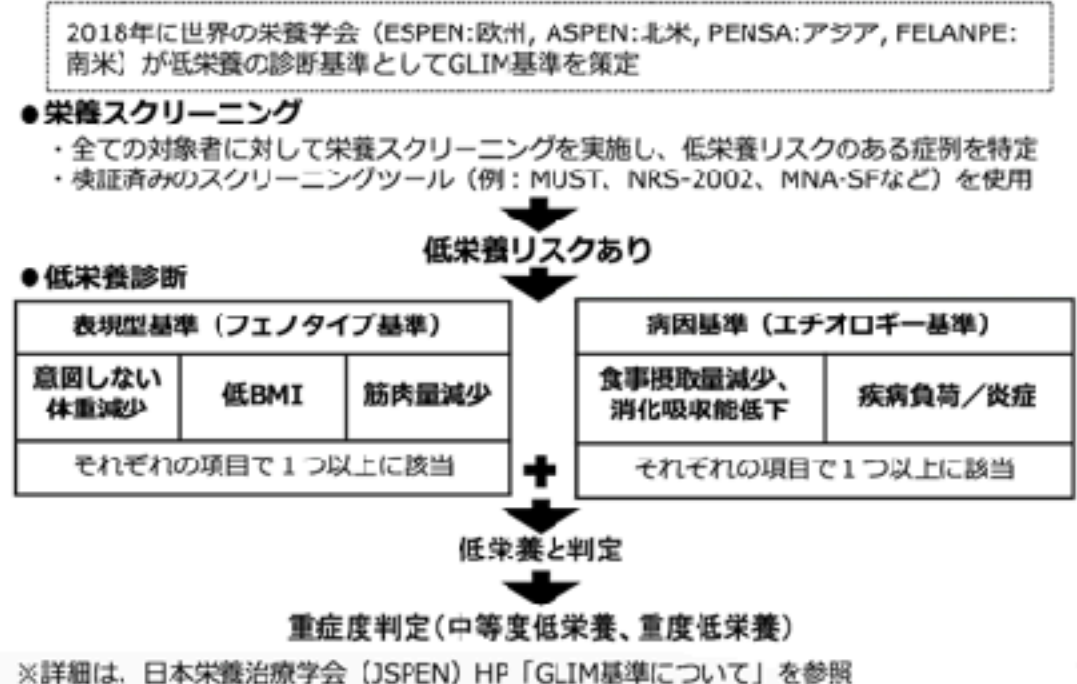 2018年に世界の栄養学会（ESPEN:欧州, ASPEN:北米, PENSA:アジア, FELANPE:
南米）が低栄養の診断基準としてGLIM基準を策定
●栄養スクリーニング
・全ての対象者に対して栄養スクリーニングを実施し、低栄養リスクのある症例を特定
・検証済みのスクリーニングツール（例：MUST、NRS-2002、MNA-SFなど）を使用
低栄養リスクあり
●低栄養診断
表現型基準（フェノタイプ基準）
意図しない
体重減少
低BMI
筋肉量減少
それぞれの項目で１つ以上に該当
+
病因基準（エチオロギー基準）
食事摂取量減少、
消化吸収能低下
疾病負荷／炎症
それぞれの項目で１つ以上に該当
低栄養と判定
重症度判定（中等度低栄養、重度低栄養）
※詳細は、日本栄養治療学会（JSPEN）HP「GLIM基準について」を参照